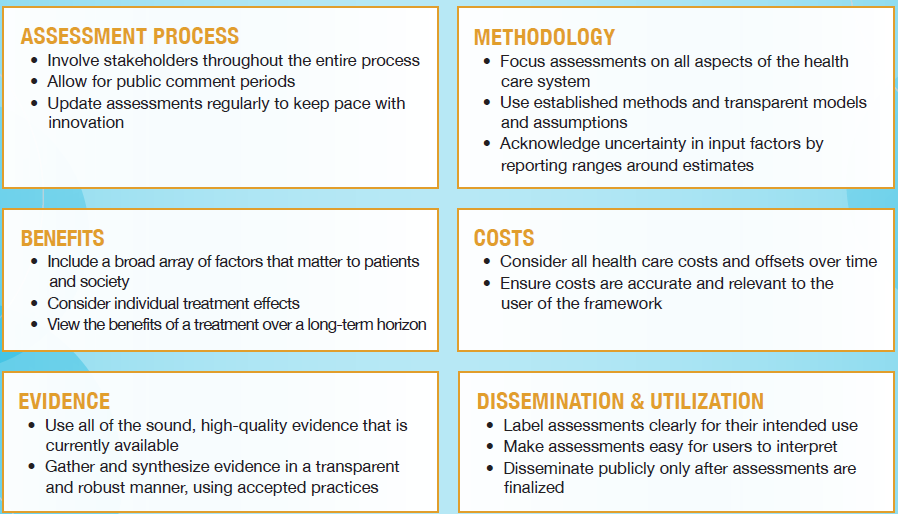 ASSESSMENT PROCESS
• Involve stakeholders throughout the entire process
• Allow for public comment periods
• Update assessments regularly to keep pace with
innovation
METHODOLOGY
• Focus assessments on all aspects of the health
care system
• Use established methods and transparent models
and assumptions
• Acknowledge uncertainty in input factors by
reporting ranges around estimates
BENEFITS
• Include a broad array of factors that matter to patients
and society
• Consider individual treatment effects
• View the benefits of a treatment over a long-term horizon
COSTS
• Consider all health care costs and offsets over time
• Ensure costs are accurate and relevant to the
user of the framework
EVIDENCE
• Use all of the sound, high-quality evidence that is
currently available
• Gather and synthesize evidence in a transparent
and robust manner, using accepted practices
DISSEMINATION & UTILIZATION
• Label assessments clearly for their intended use
• Make assessments easy for users to interpret
• Disseminate publicly only after assessments are
finalized